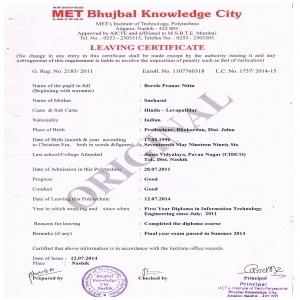 MET Bhujbal Knowledge City
MET's Institute of Technology, Polytechnic
Adgaon, Nashik - 422 003.
Approved by AICTE and affiliated to M.S.B.T.E. Mumbai.
Tel. No. : 0253 - 2303515, Telefax No. : 0253 - 2303203.
LEAVING CERTIFICATE
(No change in any entry in this certificate shall be made except by the authority issuing it and any
infringement of this requirement is liable to involve the imposition of penalty such as that of rustication)
G. Reg. No. 2183/2011 Enrol. No. 1107760318 L.C. No. 1757/2014-15
Name of the pupil in full Borole Pranav Nitin
(Beginning with surname)
Name of Mother Sushami
Caste & Sub Caste Hindu - Levapatidar
Nationality Indian
Place of Birth Dist. Jalna
Date of Birth (month & year according 17.05.1996
to Christian Era, both in words & figures) Seventeenth May Nineteen Ninty Six
Last school/College Attended Vidyalaya, Pavan Nagar (CIDCO)
Tal., Dist. Nashik
Date of Admission in this Polytechnic 28.07.2011
Progress Good
Conduct Good
Date of Leaving this Polytechnic 12.07.2014
Year in which studying and since when First Year Diploma in Information Technology
Engineering since July, 2011
Reasons for leaving Completed the diploma course
Remarks (if any) Final year exam passed in Summer 2014
ORIGINAL
Certified that above information is in accordance with the institute office records.
Date of Issue : 12.07.2014
Place : Nashik
Prepared by Checked by Principal
Principal
MET's Institute of Technology-Polytechnic
Bhujbal Knowledge City
Adgaon, Nashik-422 003